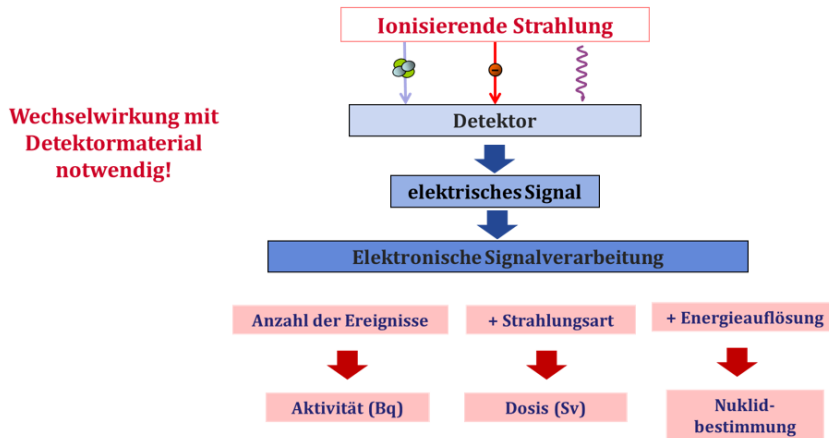 Ionisierende Strahlung
Wechselwirkung mit
Detektormaterial
notwendig!
Detektor
elektrisches Signal
Elektronische Signalverarbeitung
Anzahl der Ereignisse
+ Strahlungsart
+ Energieauflösung
Aktivität (Bq)
Dosis (Sv)
Nuklid-
bestimmung